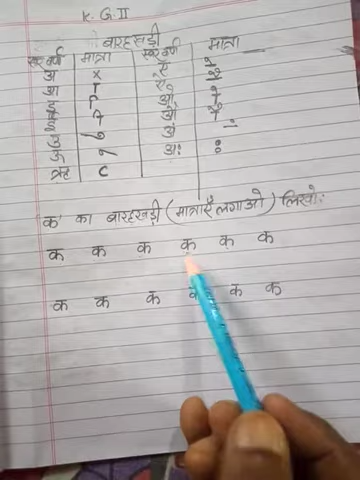 K. G II
बारहखड़ी
स्वर वर्ण मात्रा स्वर वर्ण मात्रा
अ x ए े
आ ा ऐ ै
इ ि ओ ो
ई ी औ ौ
उ ु अं ं
ऊ ू अः ः
ऋ ृ
'क' का बारहखड़ी (मात्राएँ लगाओ) लिखो:
क क क क क क
क क क क क क